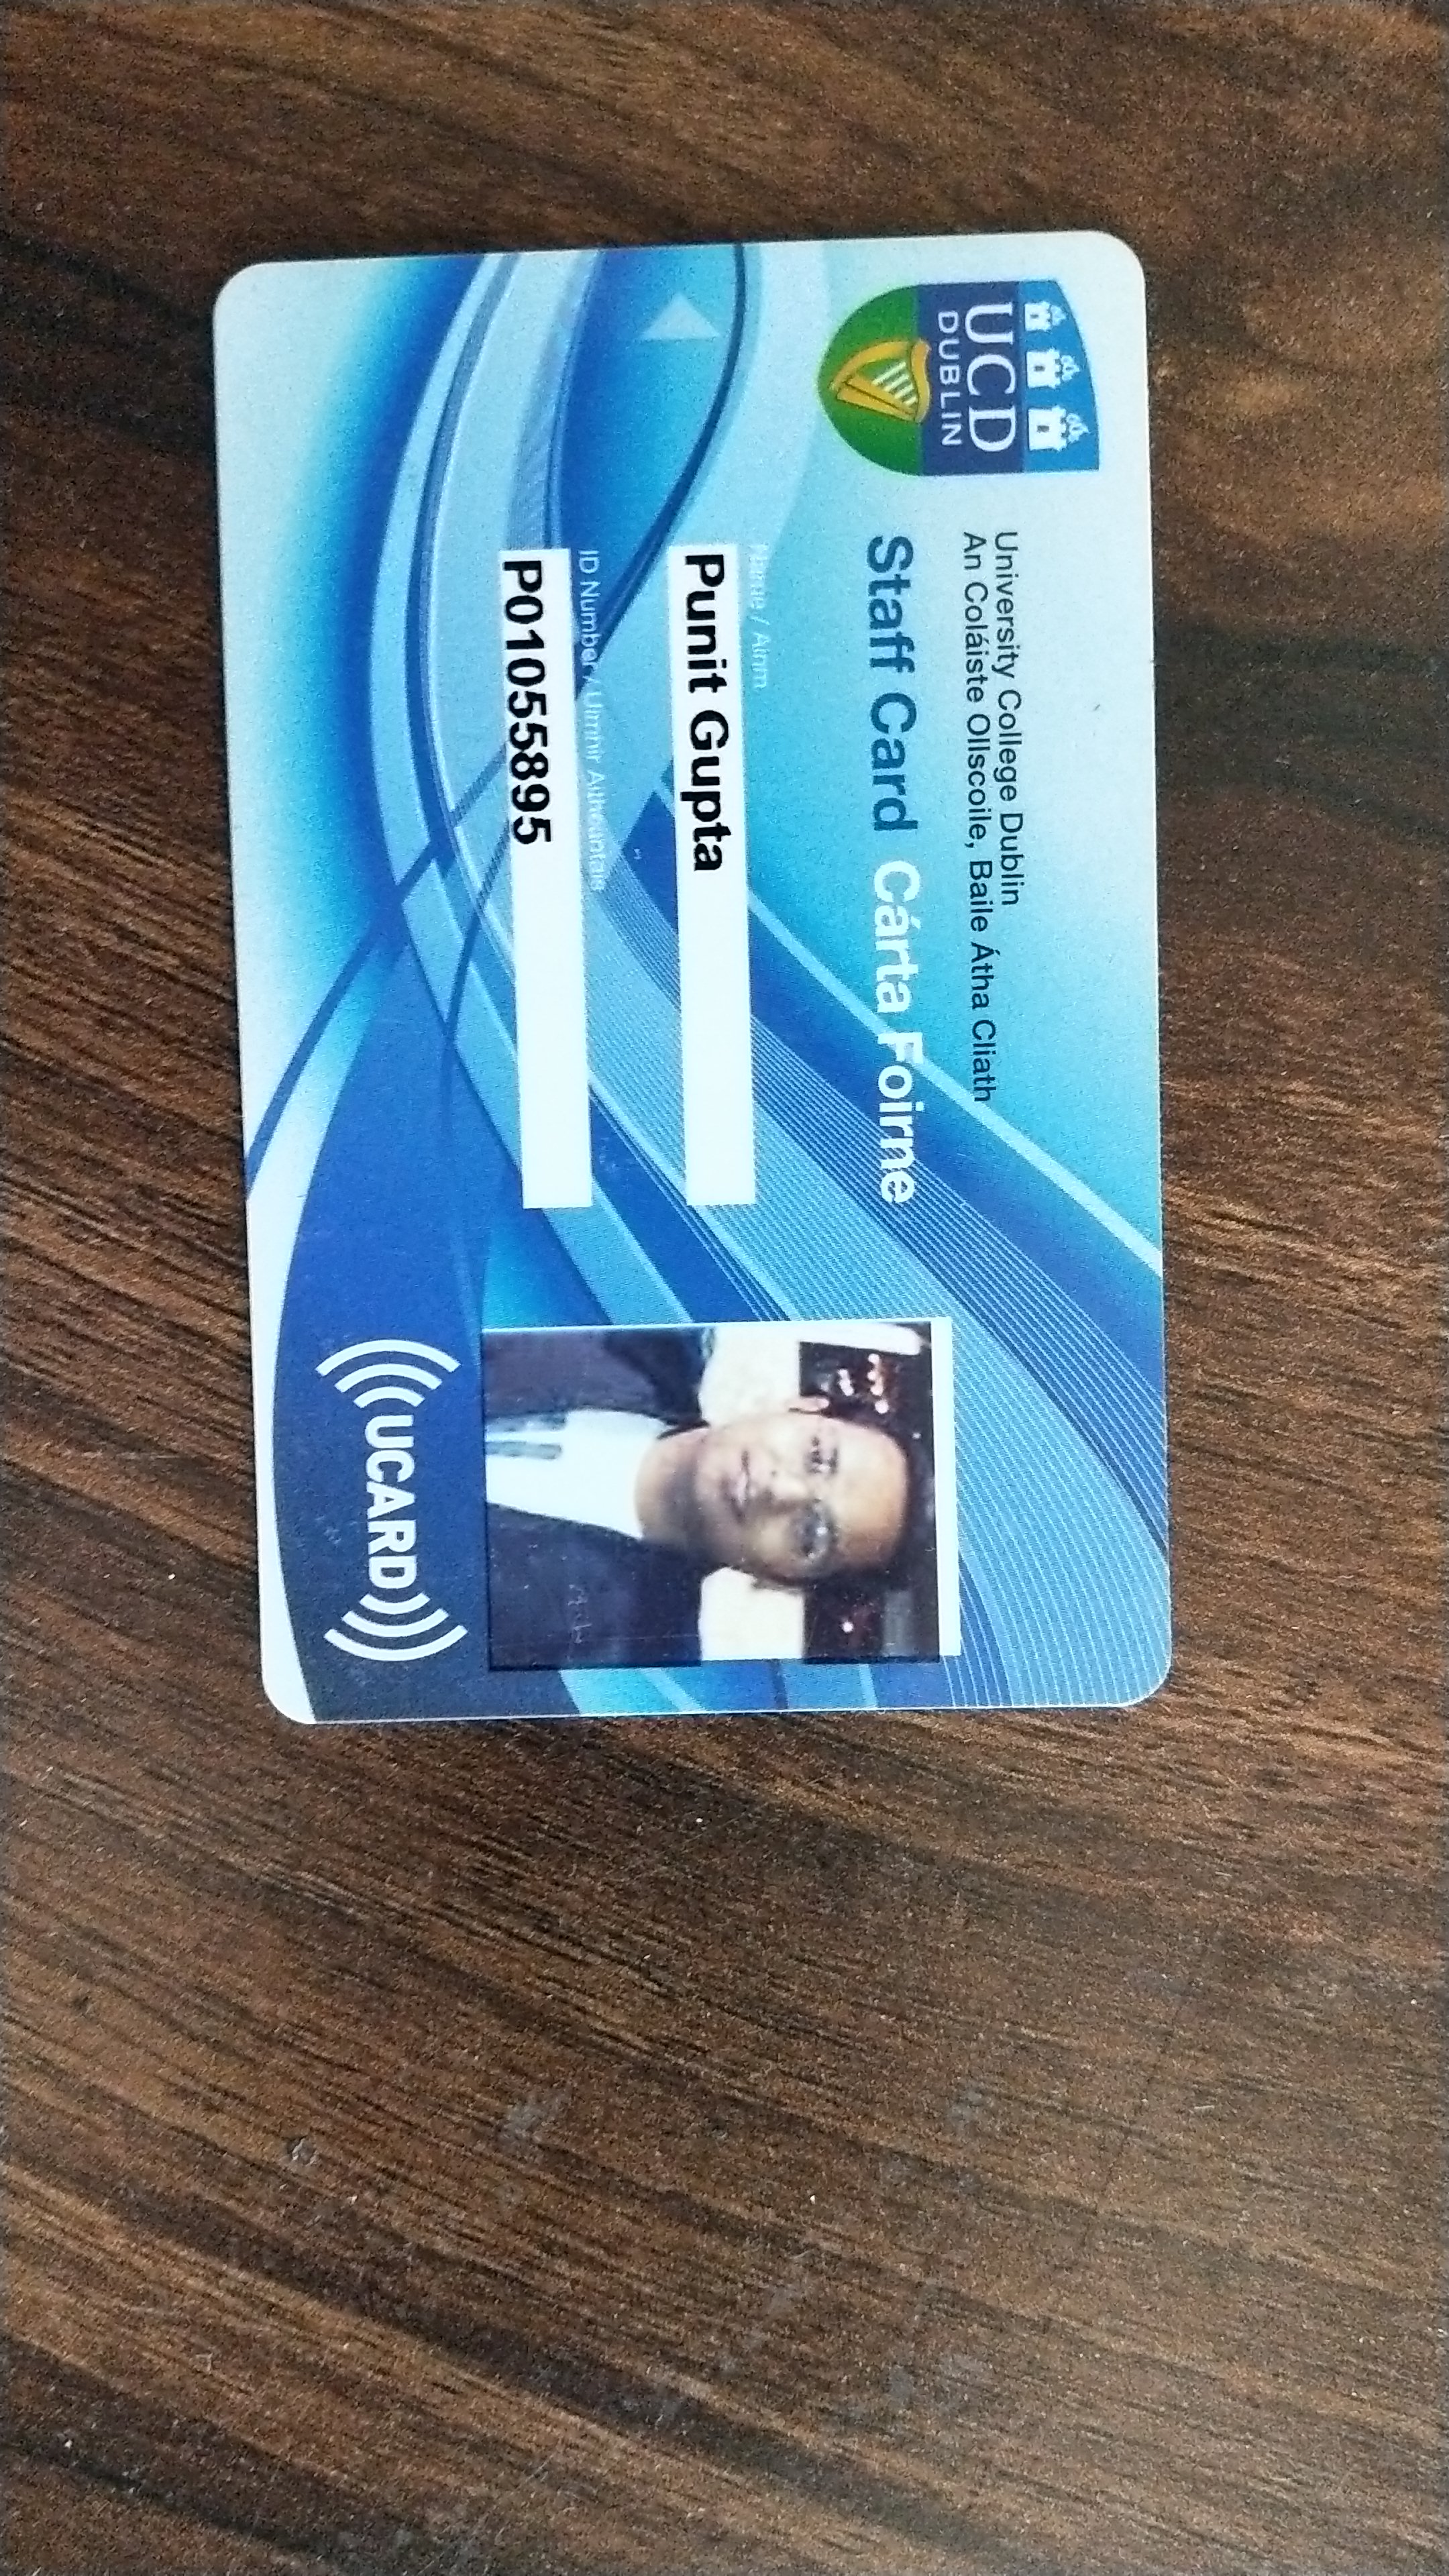 UCD
DUBLIN
University College Dublin
An Coláiste Ollscoile, Baile Átha Cliath
Staff Card Cárta Foirne
Name / Ainm
Punit Gupta
ID Number / Uimhir Aitheantais
P01055895
UCARD